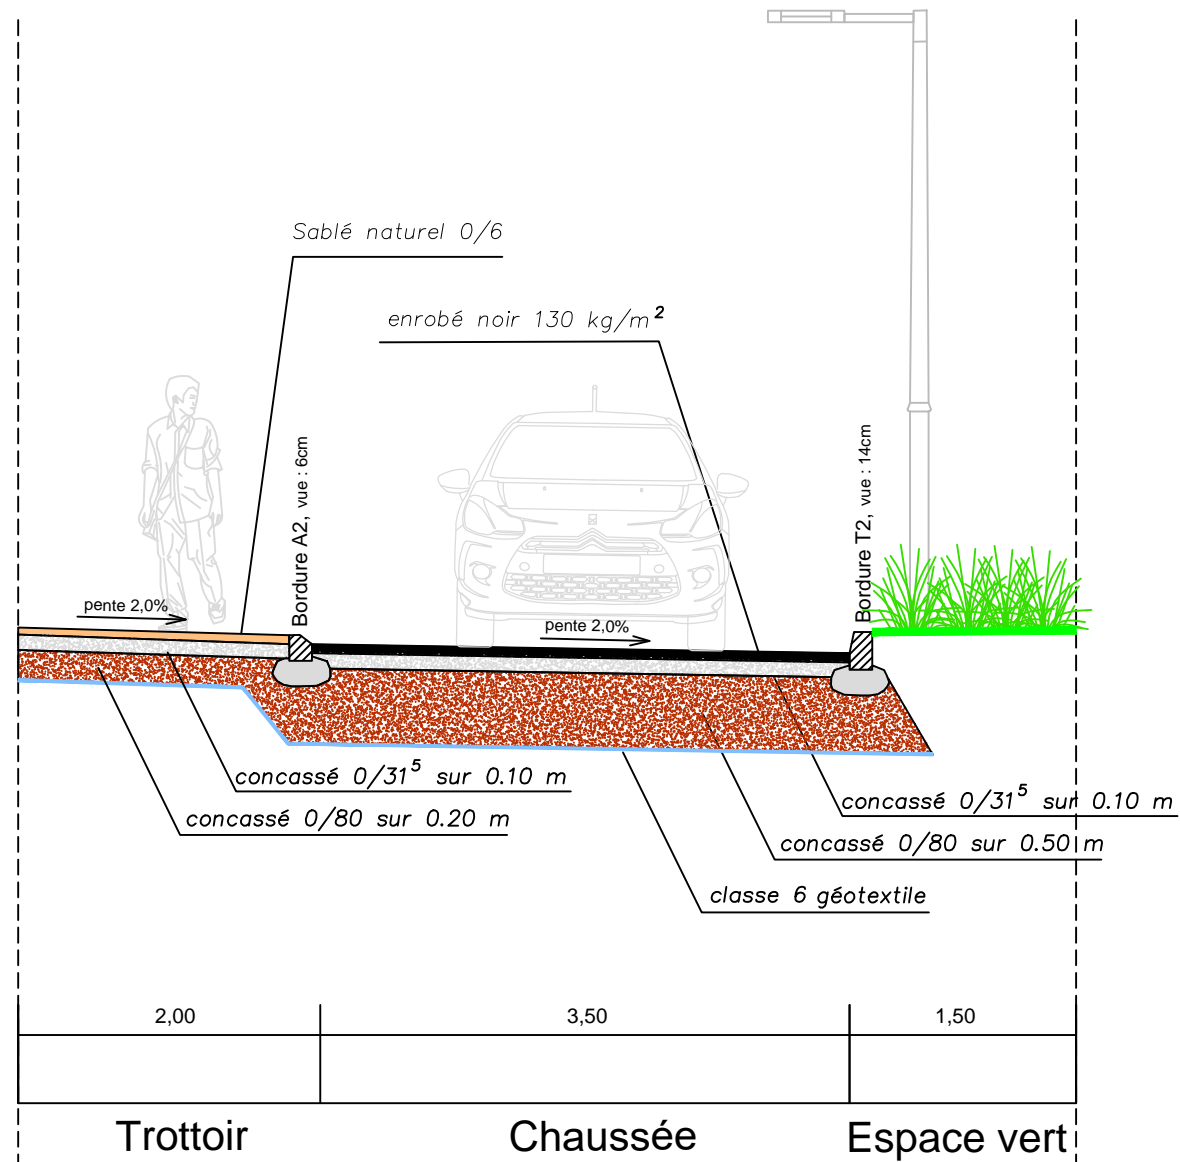 Sablé naturel 0/6
enrobé noir 130 kg/m²
Bordure A2, vue : 6cm
Bordure T2, vue : 14cm
pente 2,0%
pente 2,0%
concassé 0/31⁵ sur 0.10 m
concassé 0/80 sur 0.20 m
concassé 0/31⁵ sur 0.10 m
concassé 0/80 sur 0.50 m
classe 6 géotextile
2,00
3,50
1,50
Trottoir
Chaussée
Espace vert